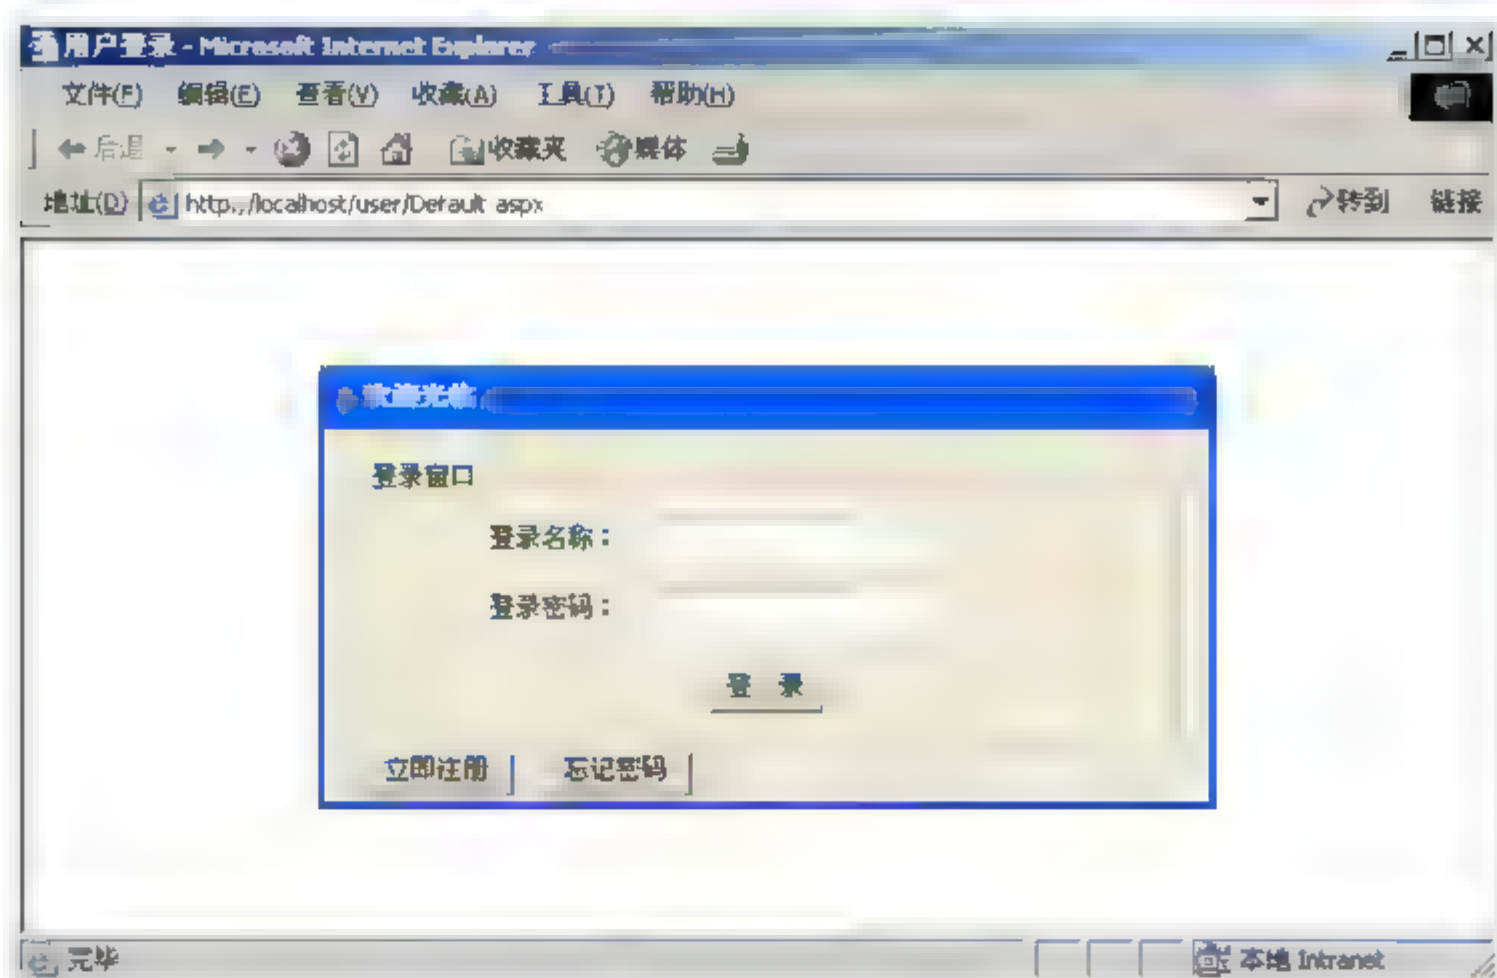 用户登录 - Microsoft Internet Explorer
文件(F) 编辑(E) 查看(V) 收藏(A) 工具(T) 帮助(H)
后退 收藏夹 媒体
地址(D) http://localhost/user/Default.aspx 转到 链接
欢迎光临
登录窗口
登录名称：
登录密码：
登 录
立即注册 忘记密码
完毕 本地 Intranet